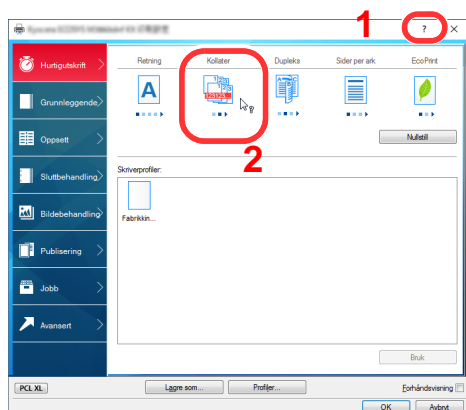 1
?
Hurtigutskrift
Retning
Kollater
Dupleks
Sider per ark
EcoPrint
A
123123...
?
Grunnleggende
Oppsett
Nullstill
2
Sluttbehandling
Skriverprofiler:
Bildebehandling
Fabrikkin...
Publisering
Jobb
Avansert
Bruk
PCL XL
Lagre som...
Profiler...
Forhåndsvisning
OK
Avbryt